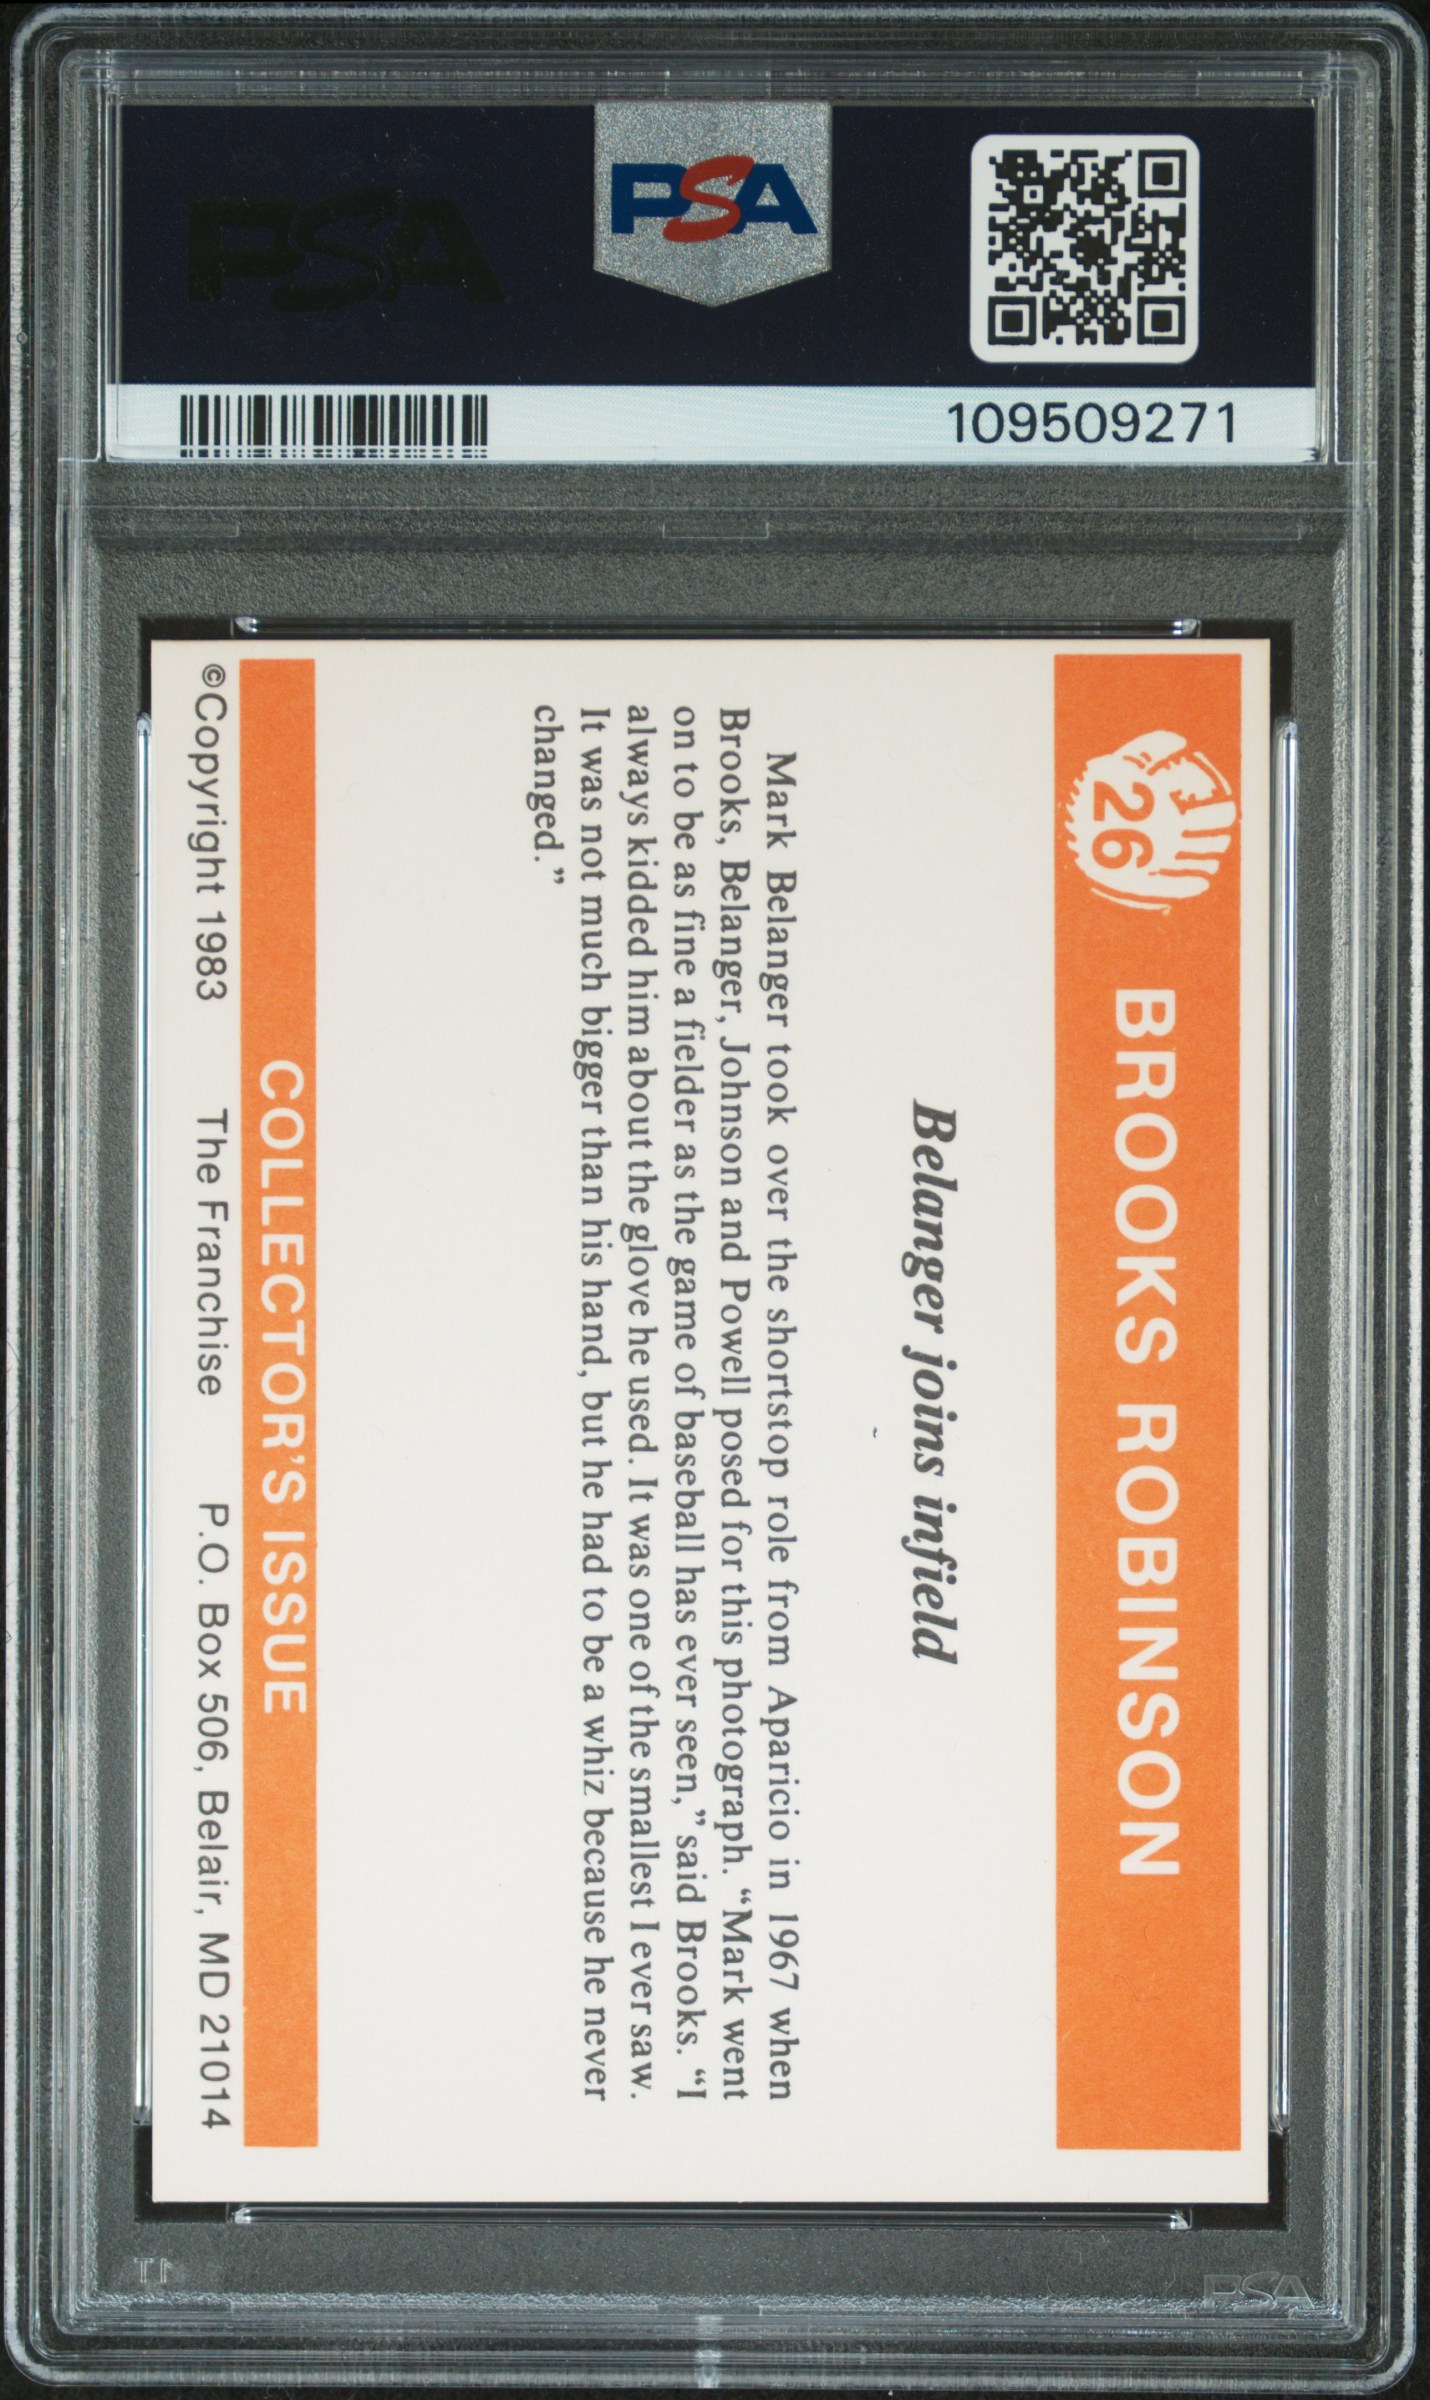 PSA
PSA
109509271
26
BROOKS ROBINSON
Belanger joins infield
Mark Belanger took over the shortstop role from Aparicio in 1967 when
Brooks, Belanger, Johnson and Powell posed for this photograph. “Mark went
on to be as fine a fielder as the game of baseball has ever seen,” said Brooks. “I
always kidded him about the glove he used. It was one of the smallest I ever saw.
It was not much bigger than his hand, but he had to be a whiz because he never
changed.”
COLLECTOR'S ISSUE
©Copyright 1983 The Franchise P.O. Box 506, Belair, MD 21014
PSA